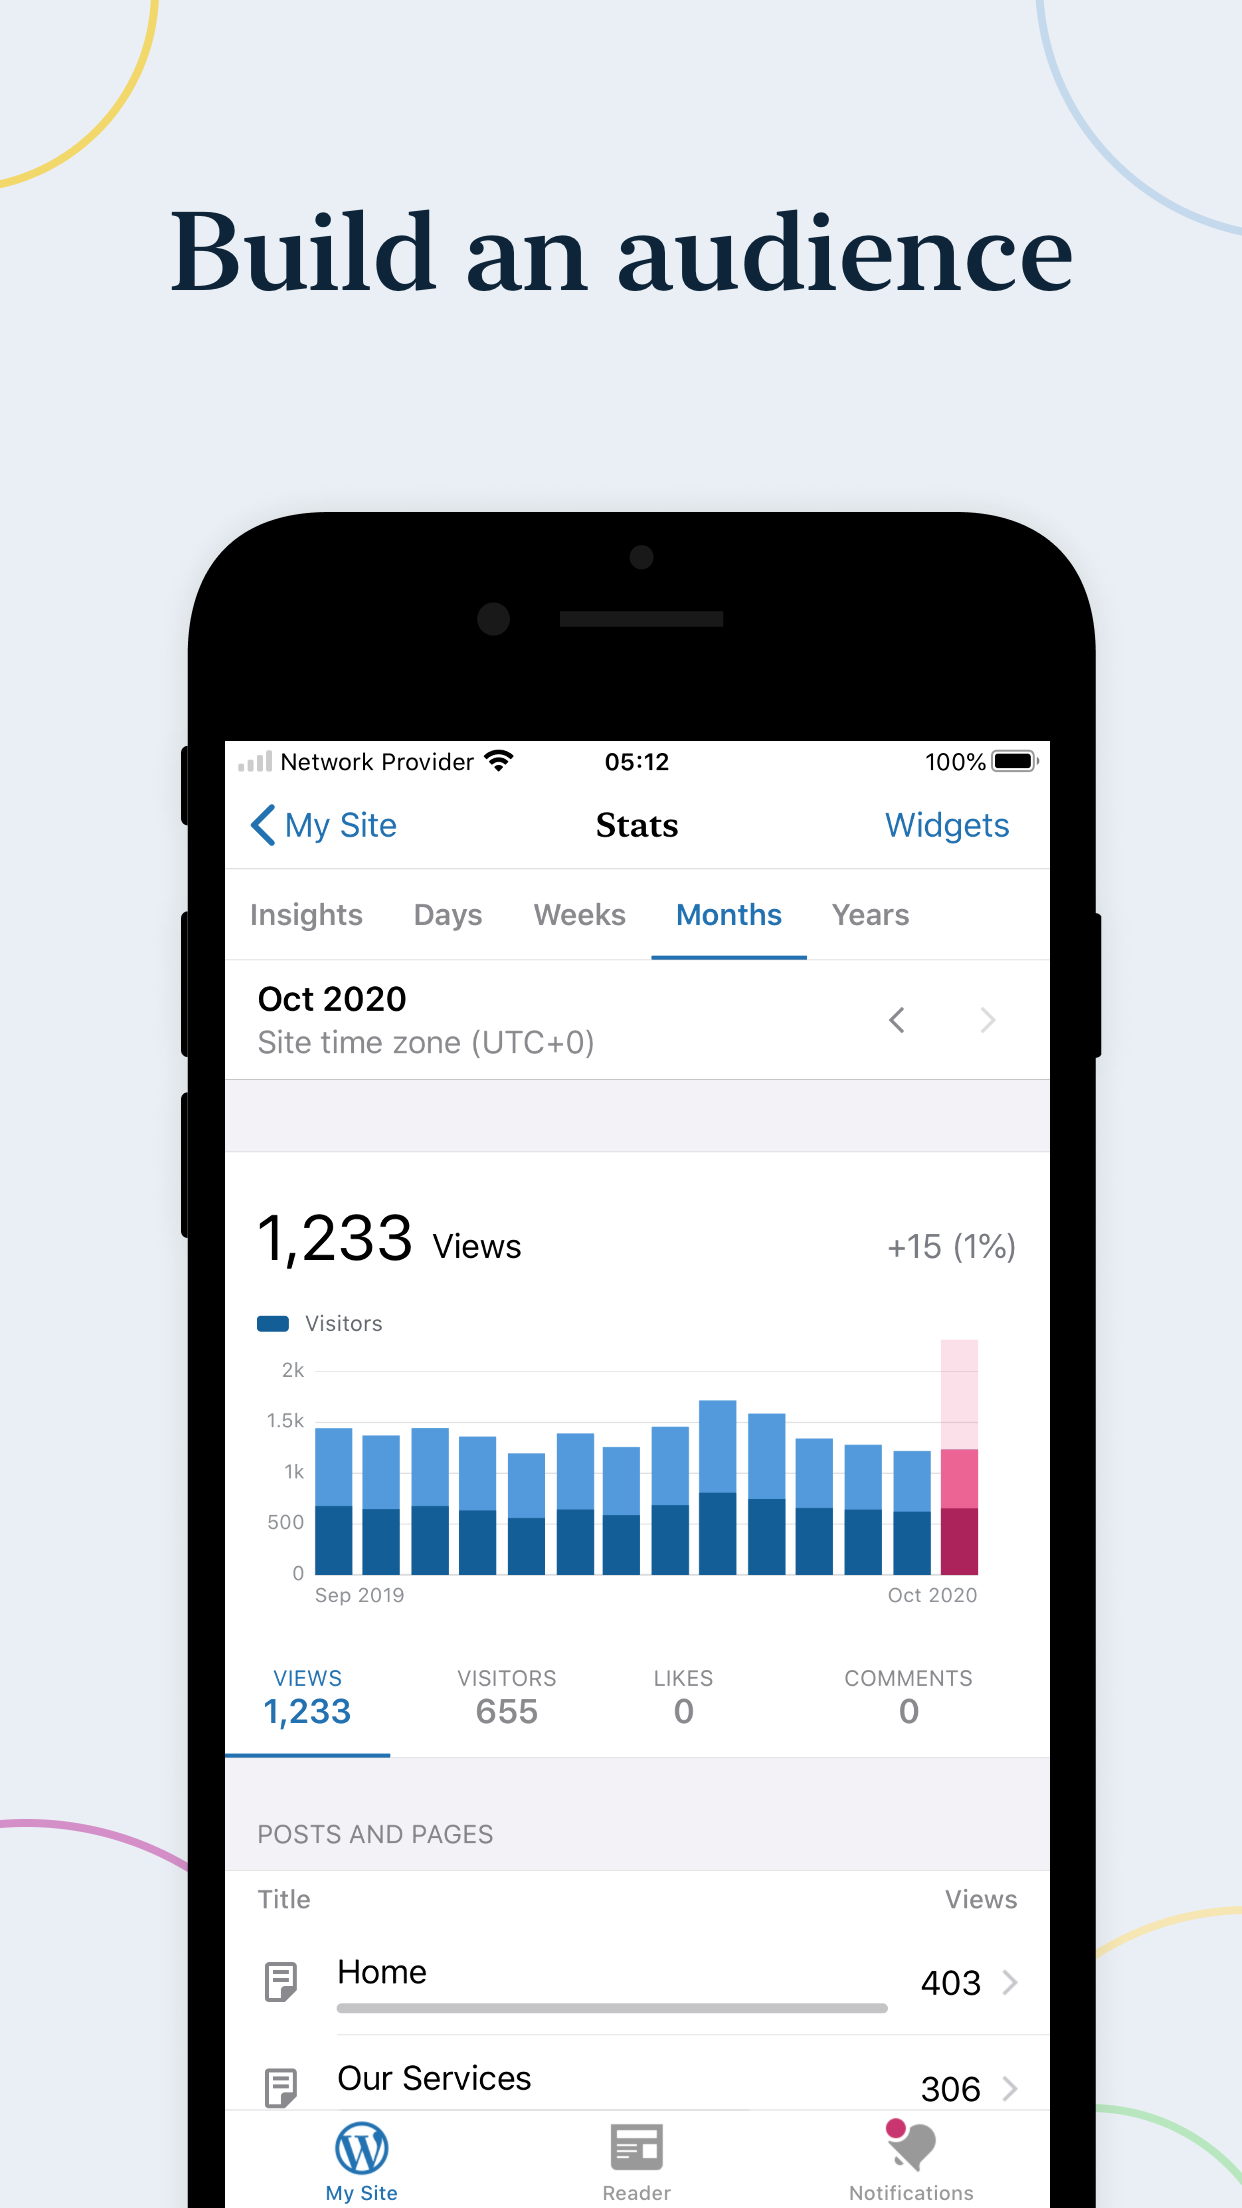 Build an audience
Network Provider 05:12 100%
My Site Stats Widgets
Insights Days Weeks Months Years
Oct 2020
Site time zone (UTC+0)
1,233 Views +15 (1%)
Visitors
2k
1.5k
1k
500
0
Sep 2019 Oct 2020
VIEWS VISITORS LIKES COMMENTS
1,233 655 0 0
POSTS AND PAGES
Title Views
Home 403
Our Services 306
My Site Reader Notifications